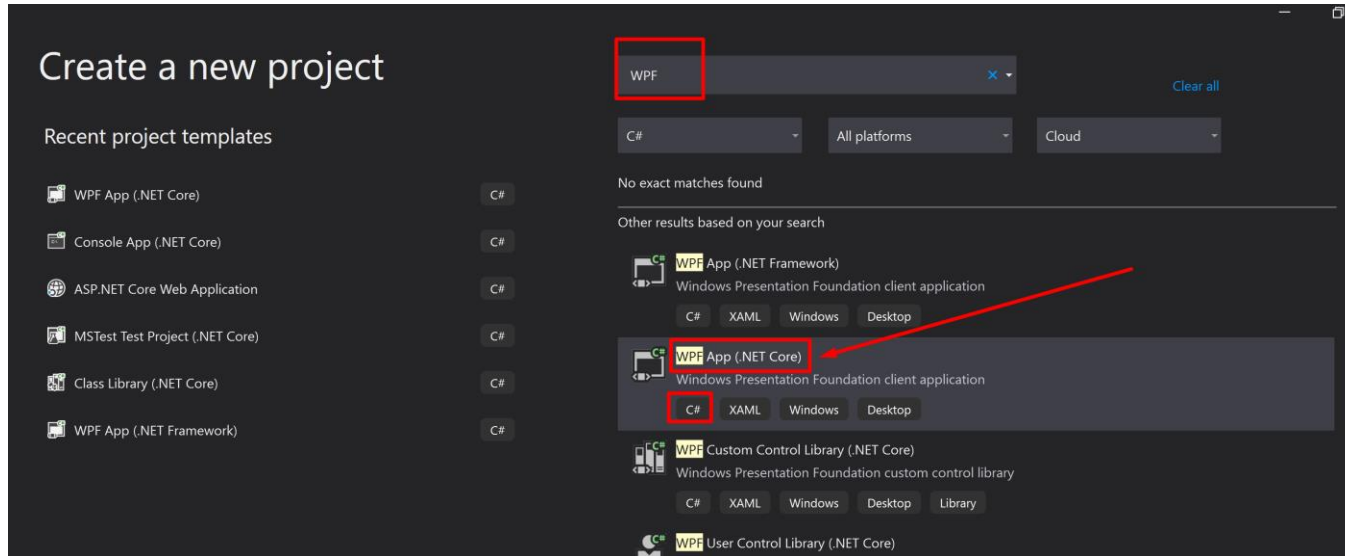 Create a new project
WPF
Clear all
Recent project templates
C#
All platforms
Cloud
WPF App (.NET Core)
C#
Console App (.NET Core)
C#
ASP.NET Core Web Application
C#
MSTest Test Project (.NET Core)
C#
Class Library (.NET Core)
C#
WPF App (.NET Framework)
C#
No exact matches found
Other results based on your search
WPF App (.NET Framework)
Windows Presentation Foundation client application
C# XAML Windows Desktop
WPF App (.NET Core)
Windows Presentation Foundation client application
C# XAML Windows Desktop
WPF Custom Control Library (.NET Core)
Windows Presentation Foundation custom control library
C# XAML Windows Desktop Library
WPF User Control Library (.NET Core)